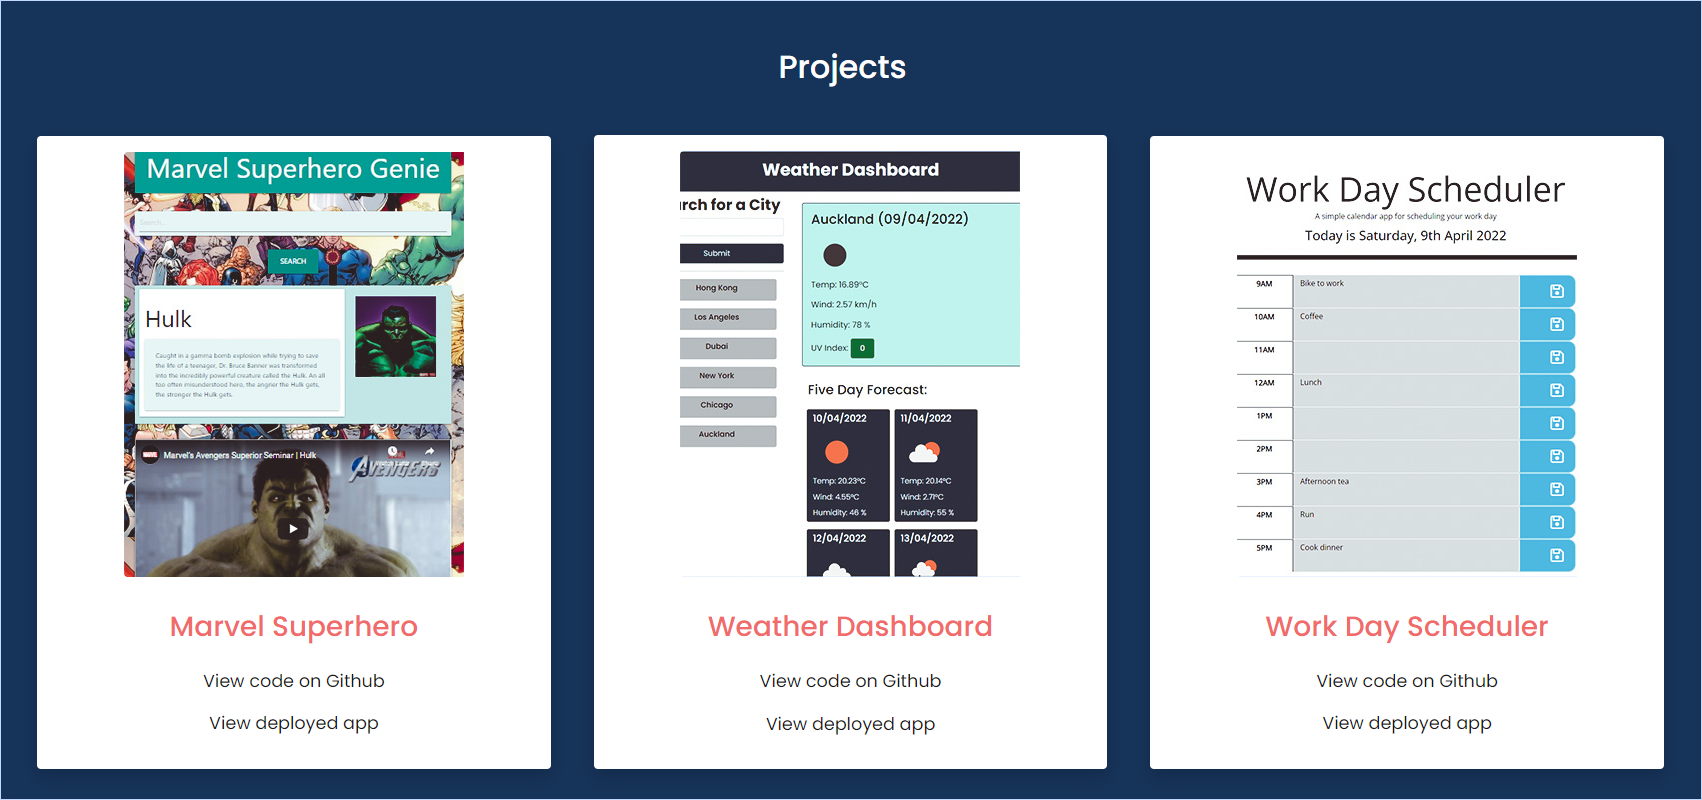 Projects
Marvel Superhero Genie
Search...
SEARCH
Hulk
Caught in a gamma bomb explosion while trying to save
the life of a teenager, Dr. Bruce Banner was transformed
into the incredibly powerful creature called the Hulk. An all
too often misunderstood hero, the angrier the Hulk gets,
the stronger the Hulk gets.
MARVEL
Marvel's Avengers Superior Seminar | Hulk
AVENGERS
Marvel Superhero
View code on Github
View deployed app
Weather Dashboard
rch for a City
Submit
Hong Kong
Los Angeles
Dubai
New York
Chicago
Auckland
Auckland (09/04/2022)
Temp: 16.89°C
Wind: 2.57 km/h
Humidity: 78 %
UV Index: 0
Five Day Forecast:
10/04/2022
Temp: 20.23°C
Wind: 4.55°C
Humidity: 46 %
11/04/2022
Temp: 20.14°C
Wind: 2.71°C
Humidity: 55 %
12/04/2022
13/04/2022
Weather Dashboard
View code on Github
View deployed app
Work Day Scheduler
A simple calendar app for scheduling your work day
Today is Saturday, 9th April 2022
9AM Bike to work
10AM Coffee
11AM
12AM Lunch
1PM
2PM
3PM Afternoon tea
4PM Run
5PM Cook dinner
Work Day Scheduler
View code on Github
View deployed app